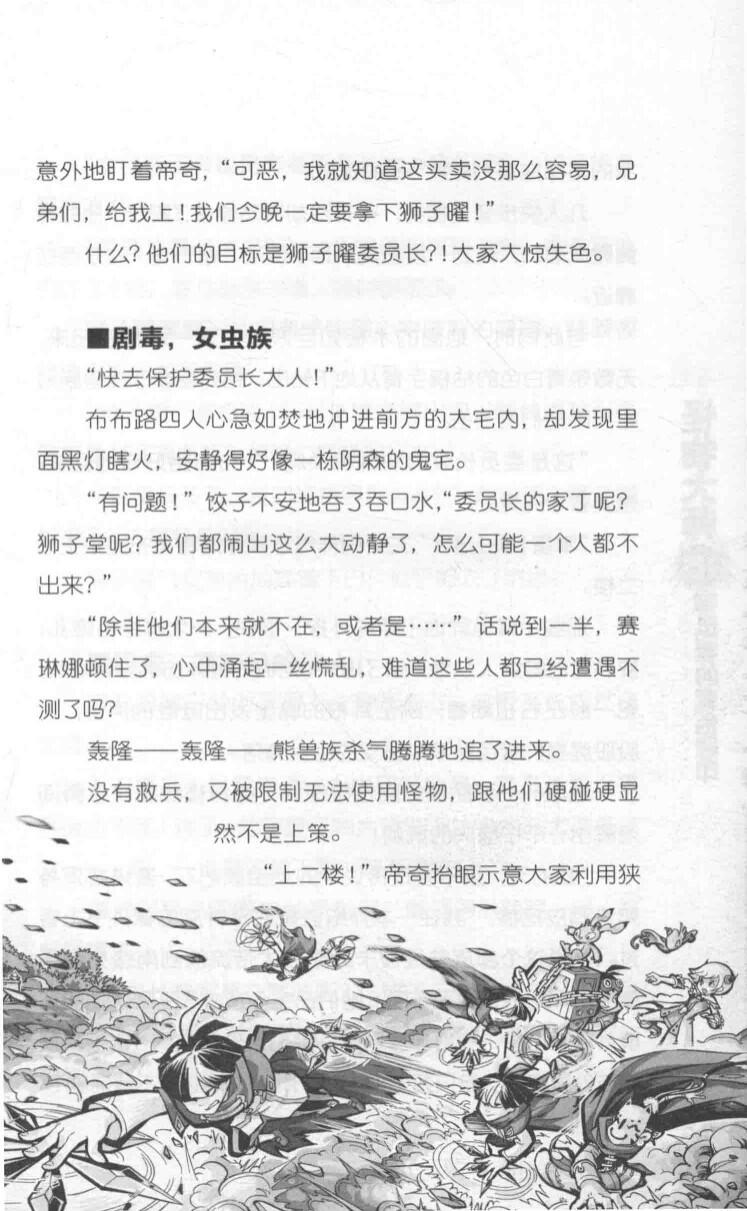 意外地盯着帝奇，“可恶，我就知道这买卖没那么容易，兄
弟们，给我上！我们今晚一定要拿下狮子曜！”
什么？他们的目标是狮子曜委员长？！大家大惊失色。
■剧毒，女虫族
“快去保护委员长大人！”
布布路四人心急如焚地冲进前方的大宅内，却发现里
面黑灯瞎火，安静得好像一栋阴森的鬼宅。
“有问题！”饺子不安地吞了吞口水，“委员长的家丁呢？
狮子堂呢？我们都闹出这么大动静了，怎么可能一个人都不
出来？”
“除非他们本来就不在，或者是……”话说到一半，赛
琳娜顿住了，心中涌起一丝慌乱，难道这些人都已经遭遇不
测了吗？
轰隆——轰隆——熊兽族杀气腾腾地追了进来。
没有救兵，又被限制无法使用怪物，跟他们硬碰硬显
然不是上策。
“上二楼！”帝奇抬眼示意大家利用狭